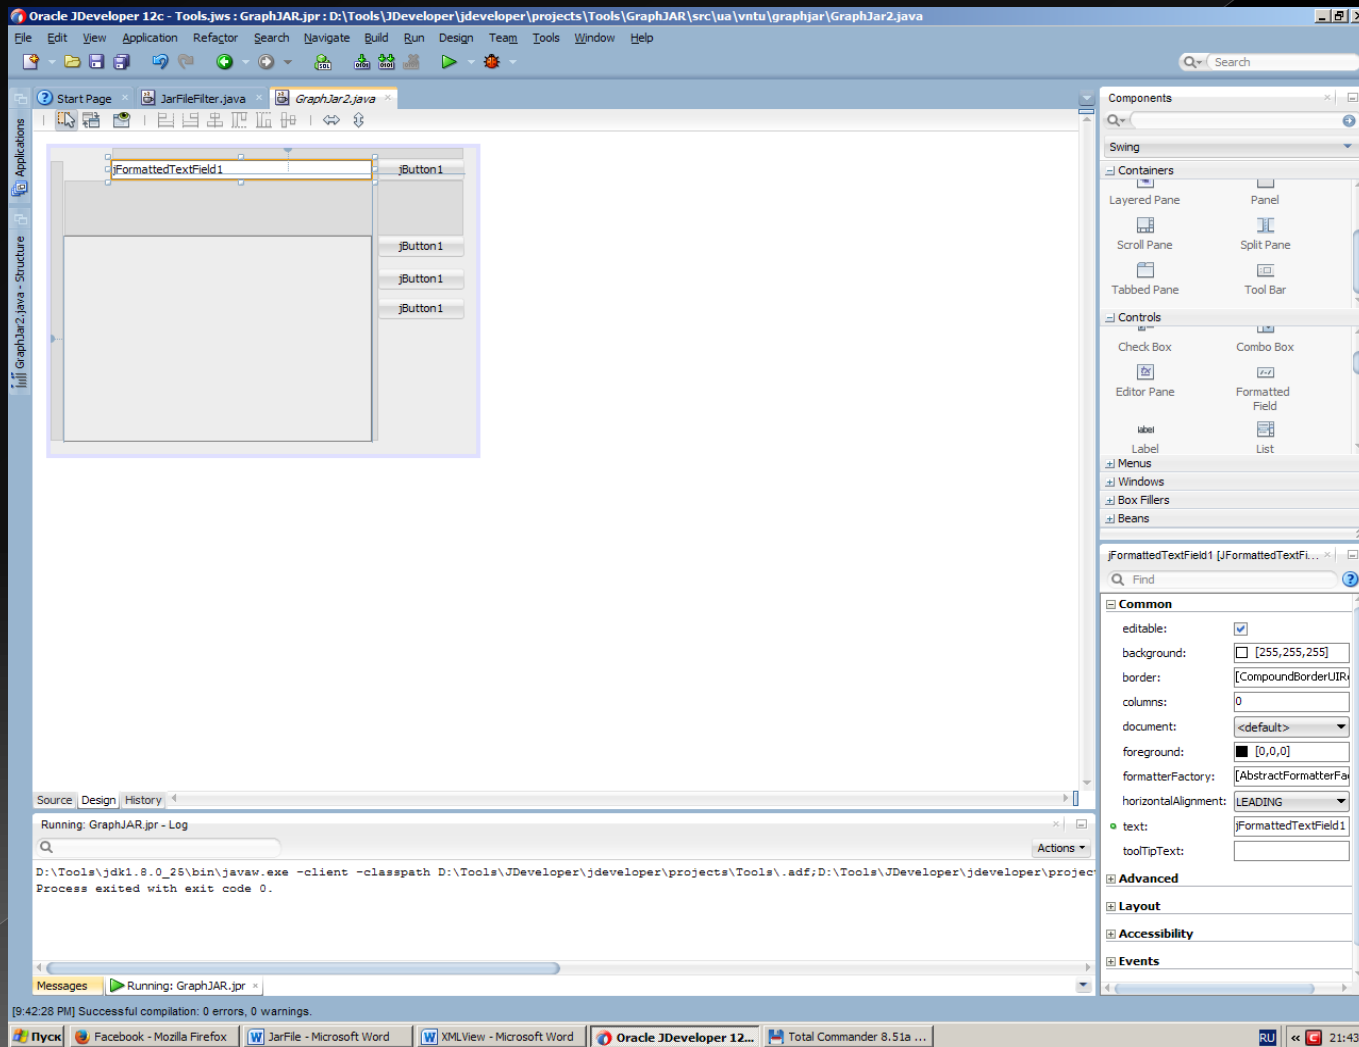 Oracle JDeveloper 12c - Tools.jws : GraphJAR.jpr : D:\Tools\JDeveloper\jdeveloper\projects\Tools\GraphJAR\src\ua\vntu\graphjar\GraphJar2.java
File Edit View Application Refactor Search Navigate Build Run Design Team Tools Window Help
Search
Start Page
JarFileFilter.java
GraphJar2.java
Applications
GraphJar2.java - Structure
jFormattedTextField1
jButton1
jButton1
jButton1
jButton1
Components
Swing
Containers
Layered Pane Panel
Scroll Pane Split Pane
Tabbed Pane Tool Bar
Controls
Check Box Combo Box
Editor Pane Formatted Field
label
Label List
Menus
Windows
Box Fillers
Beans
jFormattedTextField1 [JFormattedTextFi...
Find
Common
editable:
background: [255,255,255]
border: [CompoundBorderUIR
columns: 0
document: <default>
foreground: [0,0,0]
formatterFactory: [AbstractFormatterFa
horizontalAlignment: LEADING
text: jFormattedTextField1
toolTipText:
Advanced
Layout
Accessibility
Events
Source Design History
Running: GraphJAR.jpr - Log
Actions
D:\Tools\jdk1.8.0_25\bin\javaw.exe -client -classpath D:\Tools\JDeveloper\jdeveloper\projects\Tools\.adf;D:\Tools\JDeveloper\jdeveloper\projec
Process exited with exit code 0.
Messages Running: GraphJAR.jpr
[9:42:28 PM] Successful compilation: 0 errors, 0 warnings.
Пуск Facebook - Mozilla Firefox JarFile - Microsoft Word XMLView - Microsoft Word Oracle JDeveloper 12... Total Commander 8.51a ... RU « 21:43